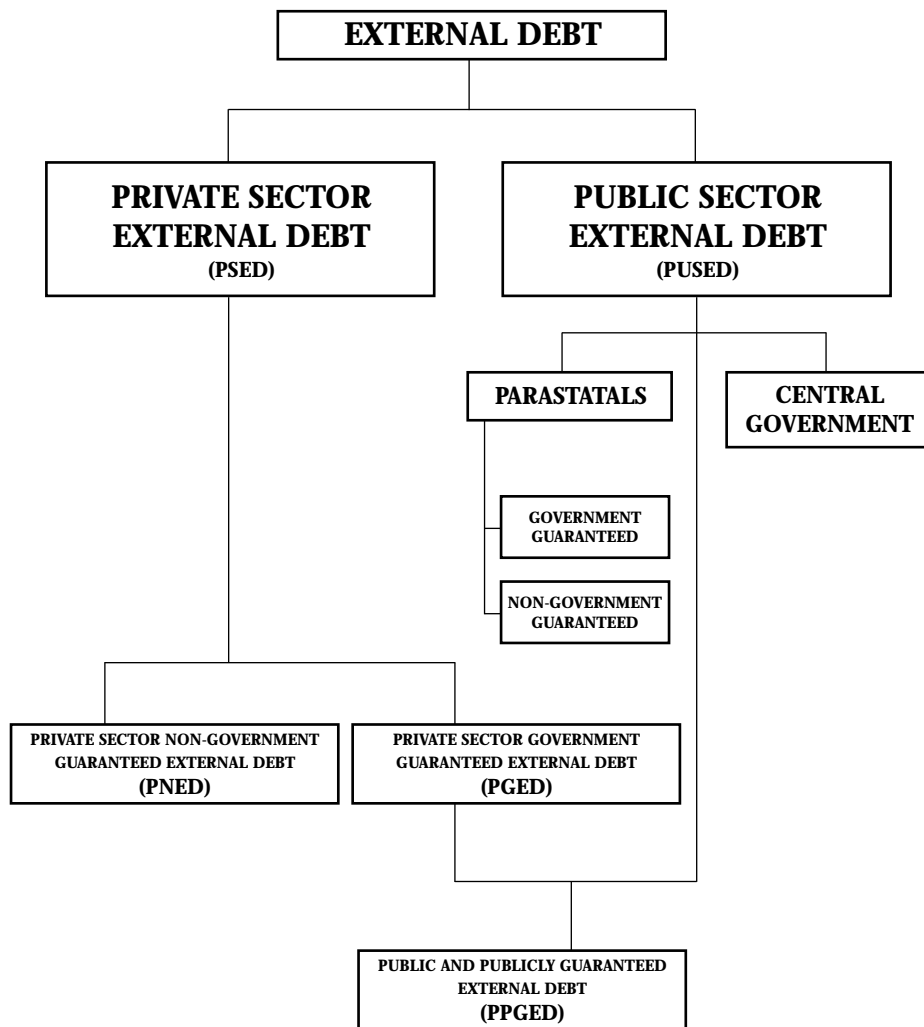 EXTERNAL DEBT
PRIVATE SECTOR
EXTERNAL DEBT
(PSED)
PUBLIC SECTOR
EXTERNAL DEBT
(PUSED)
PARASTATALS
CENTRAL
GOVERNMENT
GOVERNMENT
GUARANTEED
NON-GOVERNMENT
GUARANTEED
PRIVATE SECTOR NON-GOVERNMENT
GUARANTEED EXTERNAL DEBT
(PNED)
PRIVATE SECTOR GOVERNMENT
GUARANTEED EXTERNAL DEBT
(PGED)
PUBLIC AND PUBLICLY GUARANTEED
EXTERNAL DEBT
(PPGED)